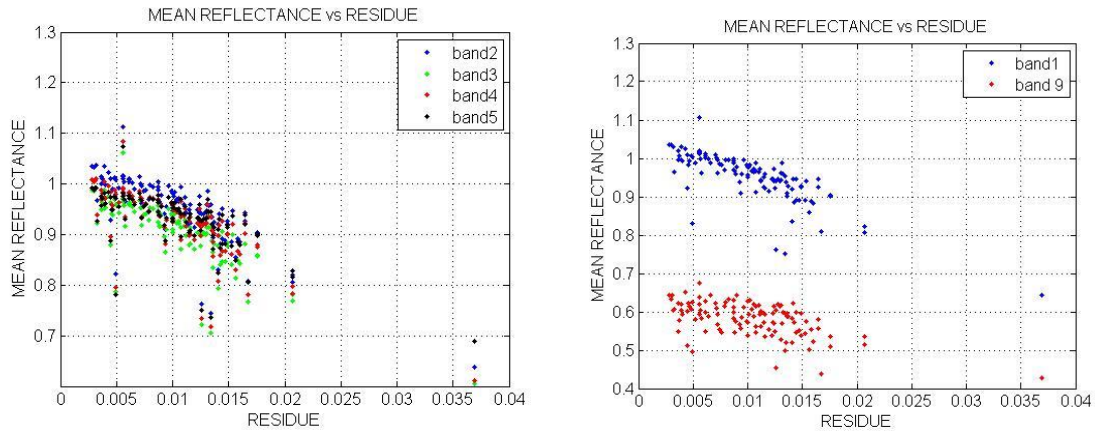 MEAN REFLECTANCE vs RESIDUE
1.3
1.2
1.1
1
0.9
0.8
0.7
MEAN REFLECTANCE
band2
band3
band4
band5
0 0.005 0.01 0.015 0.02 0.025 0.03 0.035 0.04
RESIDUE
MEAN REFLECTANCE vs RESIDUE
1.3
1.2
1.1
1
0.9
0.8
0.7
0.6
0.5
0.4
MEAN REFLECTANCE
band1
band 9
0 0.005 0.01 0.015 0.02 0.025 0.03 0.035 0.04
RESIDUE